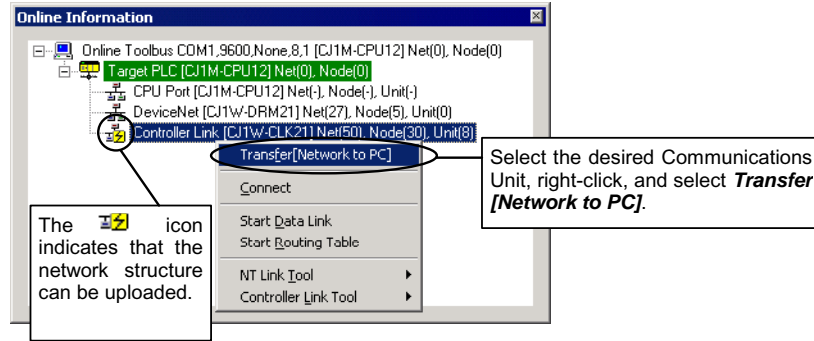 Online Information
Online Toolbus COM1,9600,None,8,1 [CJ1M-CPU12] Net(0), Node(0)
Target PLC [CJ1M-CPU12] Net(0), Node(0)
CPU Port [CJ1M-CPU12] Net(-), Node(-), Unit(-)
DeviceNet [CJ1W-DRM21] Net(27), Node(5), Unit(0)
Controller Link [CJ1W-CLK21] Net(50), Node(30), Unit(8)
Transfer[Network to PC]
Connect
Start Data Link
Start Routing Table
NT Link Tool
Controller Link Tool
Select the desired Communications
Unit, right-click, and select Transfer
[Network to PC].
The icon
indicates that the
network structure
can be uploaded.